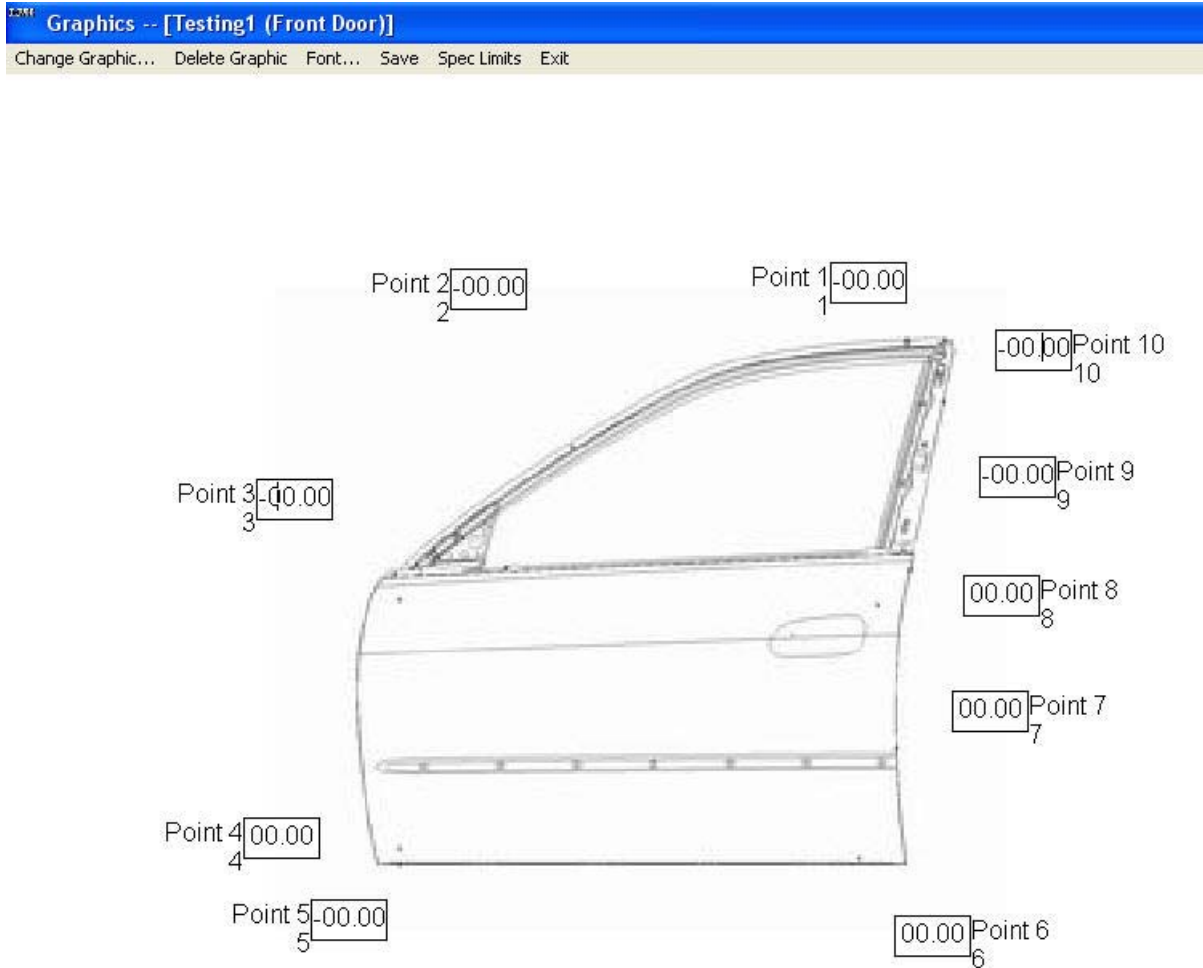 Graphics -- [Testing1 (Front Door)]
Change Graphic... Delete Graphic Font... Save Spec Limits Exit
Point 2 -00.00
2
Point 1 -00.00
1
-00.00 Point 10
10
-00.00 Point 9
9
Point 3 -00.00
3
00.00 Point 8
8
00.00 Point 7
7
Point 4 00.00
4
Point 5 -00.00
5
00.00 Point 6
6